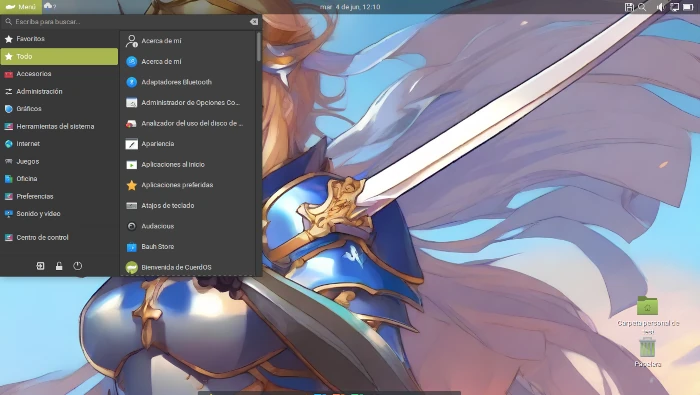 Menú
9
mar 4 de jun, 12:10
Escribe para buscar...
Favoritos
Todo
Accesorios
Administración
Gráficos
Herramientas del sistema
Internet
Juegos
Oficina
Preferencias
Sonido y vídeo
Centro de control
Acerca de mí
Acerca de mí
Adaptadores Bluetooth
Administrador de Opciones Co...
Analizador del uso del disco de ...
Apariencia
Aplicaciones al inicio
Aplicaciones preferidas
Atajos de teclado
Audacious
Bauh Store
Bienvenida de CuerdOS
Carpeta personal de
test
Papelera